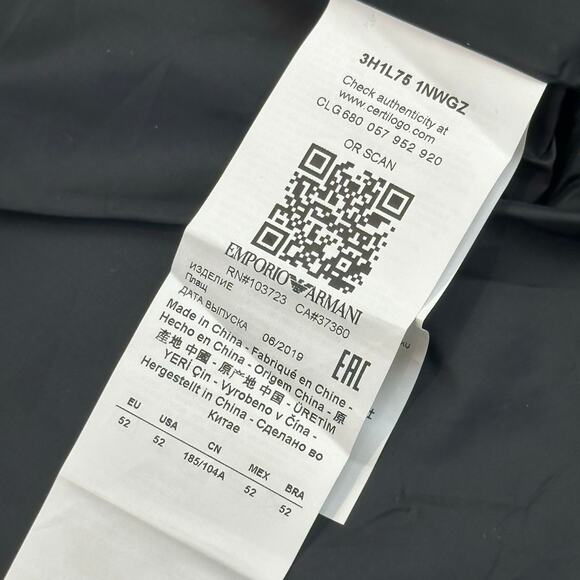 3H1L75 1NWGZ
Check authenticity at
www.certilogo.com
CLG 680 057 952 920
OR SCAN
EMPORIO ARMANI
RN#103723 CA#37360
ИЗДЕЛИЕ
Плащ
ДАТА ВЫПУСКА 06/2019
Made in China - Fabriqué en Chine -
Hecho en China - Origem China - 原
產地 中國 - 原产地 中国 - ÜRETİM
YERİ Çin - Vyrobeno v Čína -
Hergestellt in China - Сделано во
Китае
EAC
EU USA CN MEX BRA
52 52 185/104A 52 52